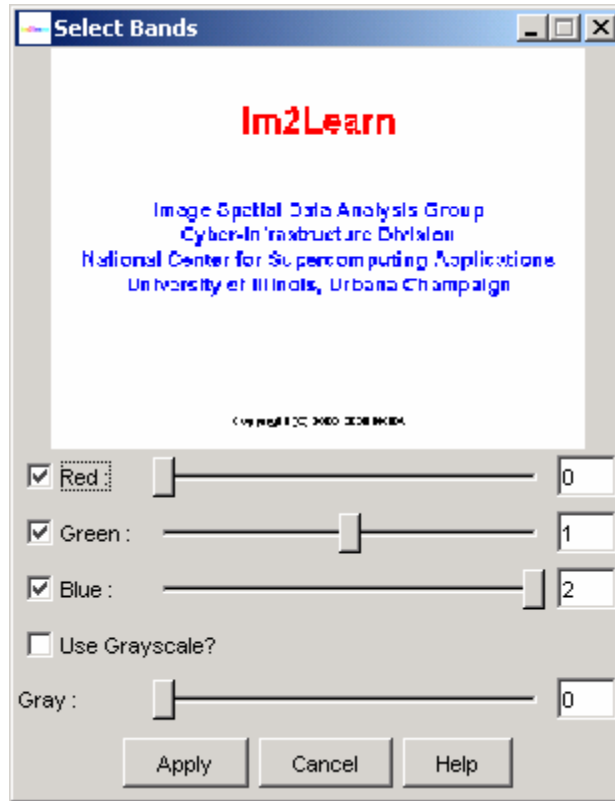 Select Bands
Im2Learn
Image Spatial Data Analysis Group
Cyber-Infrastructure Division
National Center for Supercomputing Applications
University of Illinois, Urbana Champaign
Red : 0
Green : 1
Blue : 2
Use Grayscale?
Gray : 0
Apply Cancel Help